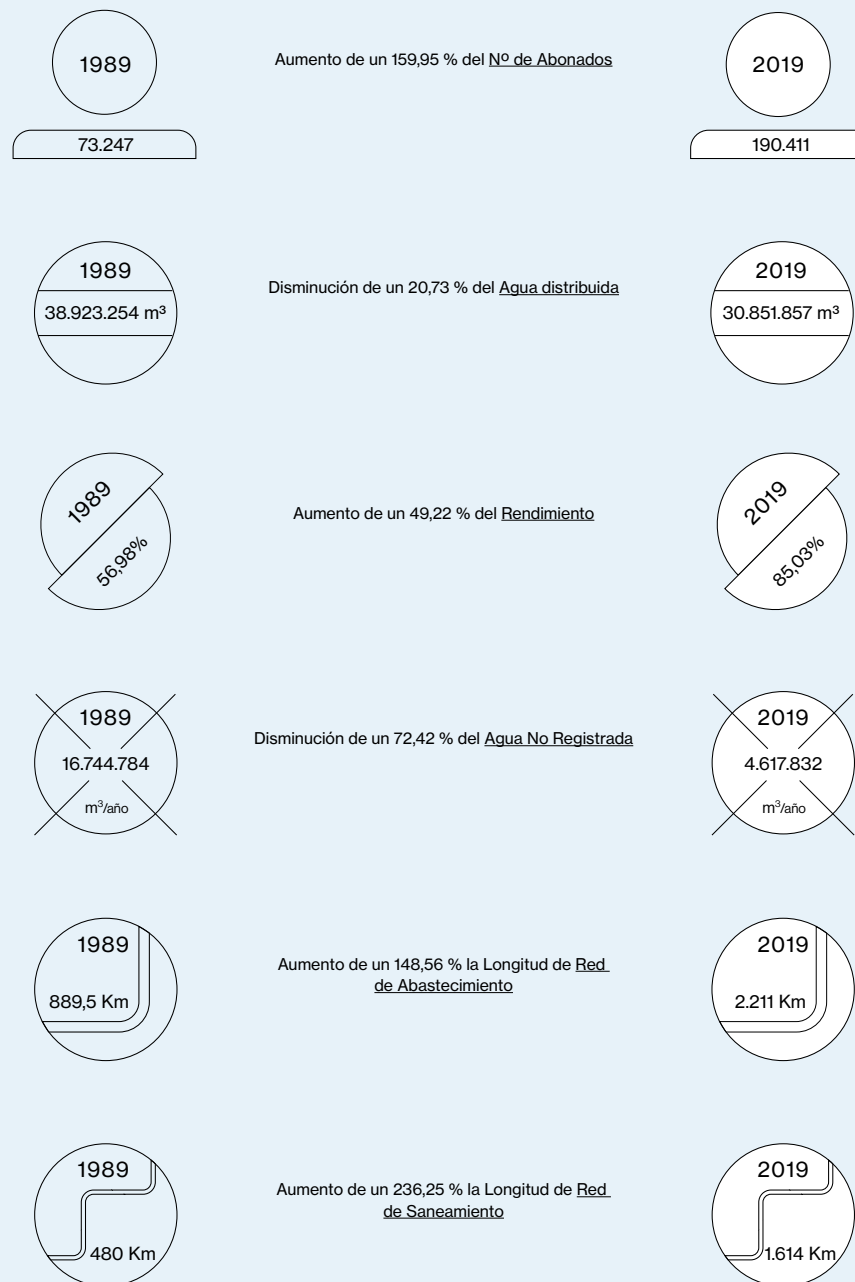 1989
Aumento de un 159,95 % del Nº de Abonados
2019
73.247
190.411
1989
38.923.254 m³
Disminución de un 20,73 % del Agua distribuida
2019
30.851.857 m³
1989
56,98%
Aumento de un 49,22 % del Rendimiento
2019
85,03%
1989
16.744.784
m³/año
Disminución de un 72,42 % del Agua No Registrada
2019
4.617.832
m³/año
1989
889,5 Km
Aumento de un 148,56 % la Longitud de Red
de Abastecimiento
2019
2.211 Km
1989
480 Km
Aumento de un 236,25 % la Longitud de Red
de Saneamiento
2019
1.614 Km